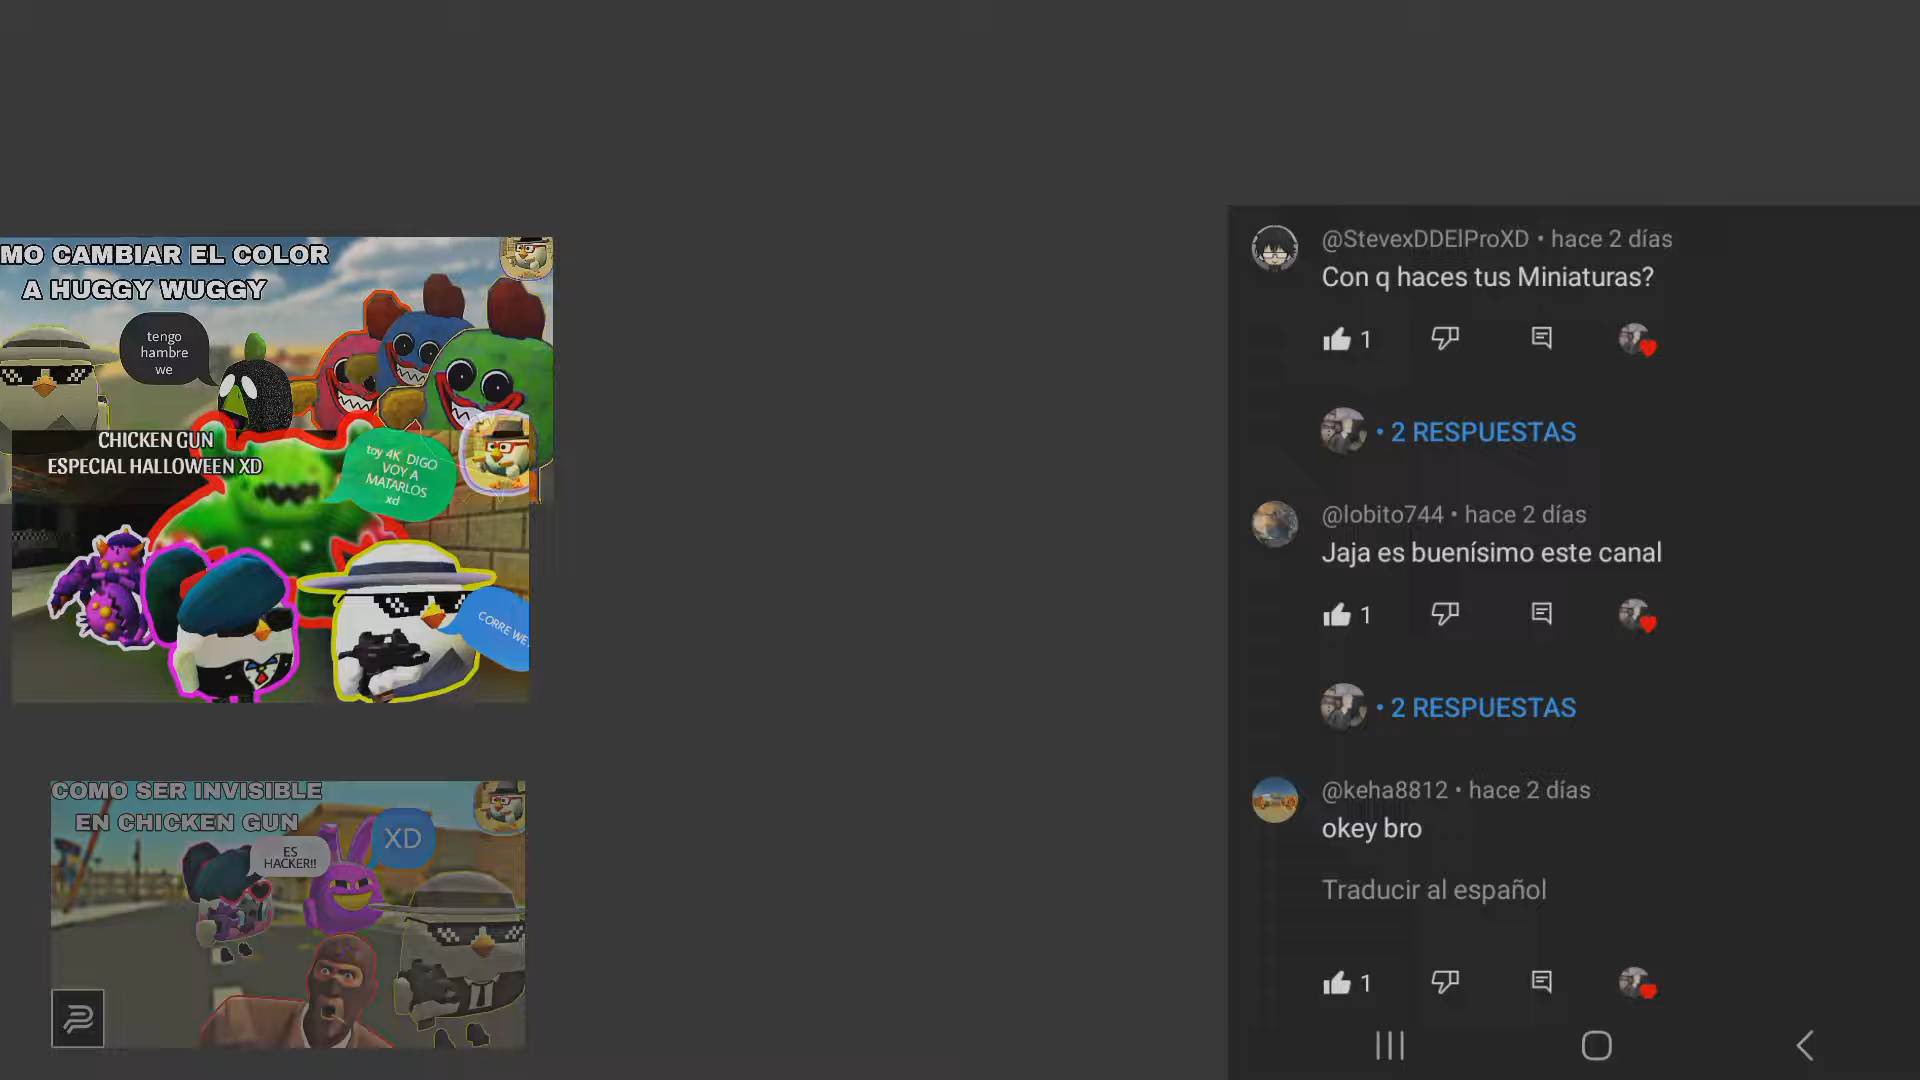 MO CAMBIAR EL COLOR
A HUGGY WUGGY
tengo
hambre
we
CHICKEN GUN
ESPECIAL HALLOWEEN XD
toy 4K DIGO
VOY A
MATARLOS
xd
CORRE WE
COMO SER INVISIBLE
EN CHICKEN GUN
ES
HACKER!!
XD
@StevexDDElProXD • hace 2 días
Con q haces tus Miniaturas?
1
• 2 RESPUESTAS
@lobito744 • hace 2 días
Jaja es buenísimo este canal
1
• 2 RESPUESTAS
@keha8812 • hace 2 días
okey bro
Traducir al español
1